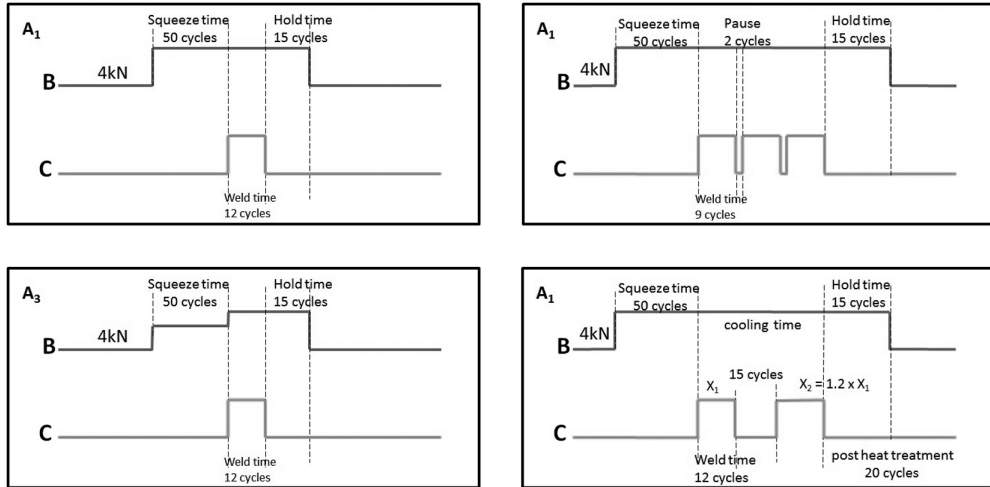 A1
Squeeze time
50 cycles
Hold time
15 cycles
4kN
B
C
Weld time
12 cycles
A1
Squeeze time
50 cycles
Pause
2 cycles
Hold time
15 cycles
4kN
B
C
Weld time
9 cycles
A3
Squeeze time
50 cycles
Hold time
15 cycles
4kN
B
C
Weld time
12 cycles
A1
Squeeze time
50 cycles
Hold time
15 cycles
4kN
cooling time
B
15 cycles
X1
X2 = 1.2 x X1
C
Weld time
12 cycles
post heat treatment
20 cycles